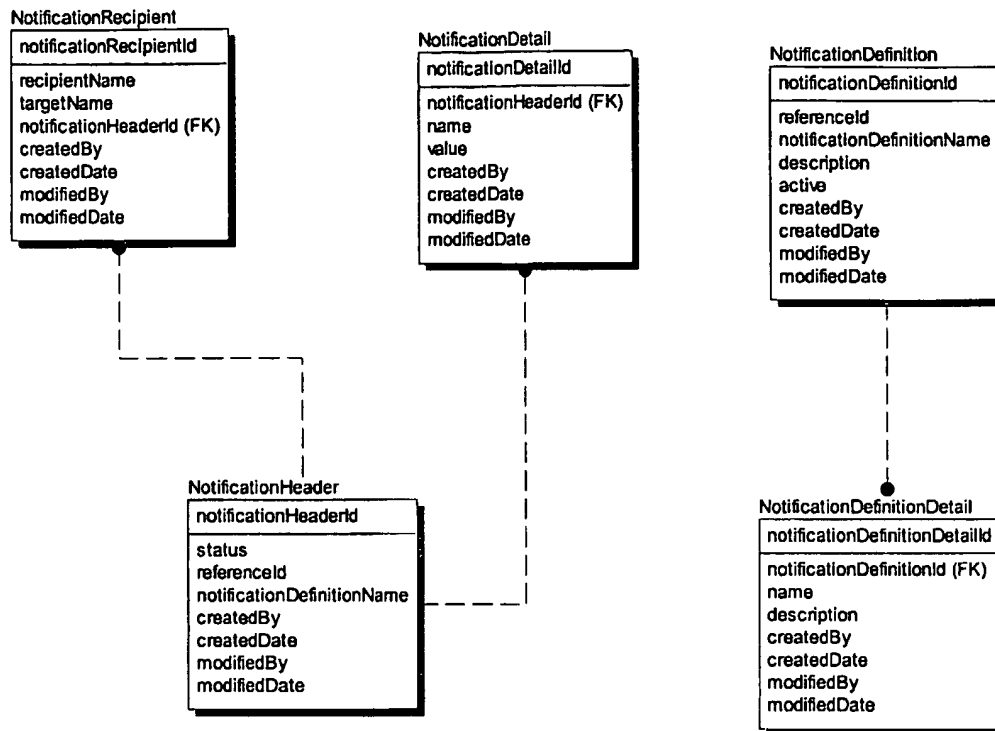 NotificationRecipient
notificationRecipientId
recipientName
targetName
notificationHeaderId (FK)
createdBy
createdDate
modifiedBy
modifiedDate
NotificationDetail
notificationDetailId
notificationHeaderId (FK)
name
value
createdBy
createdDate
modifiedBy
modifiedDate
NotificationDefinition
notificationDefinitionId
referenceId
notificationDefinitionName
description
active
createdBy
createdDate
modifiedBy
modifiedDate
NotificationHeader
notificationHeaderId
status
referenceId
notificationDefinitionName
createdBy
createdDate
modifiedBy
modifiedDate
NotificationDefinitionDetail
notificationDefinitionDetailId
notificationDefinitionId (FK)
name
description
createdBy
createdDate
modifiedBy
modifiedDate